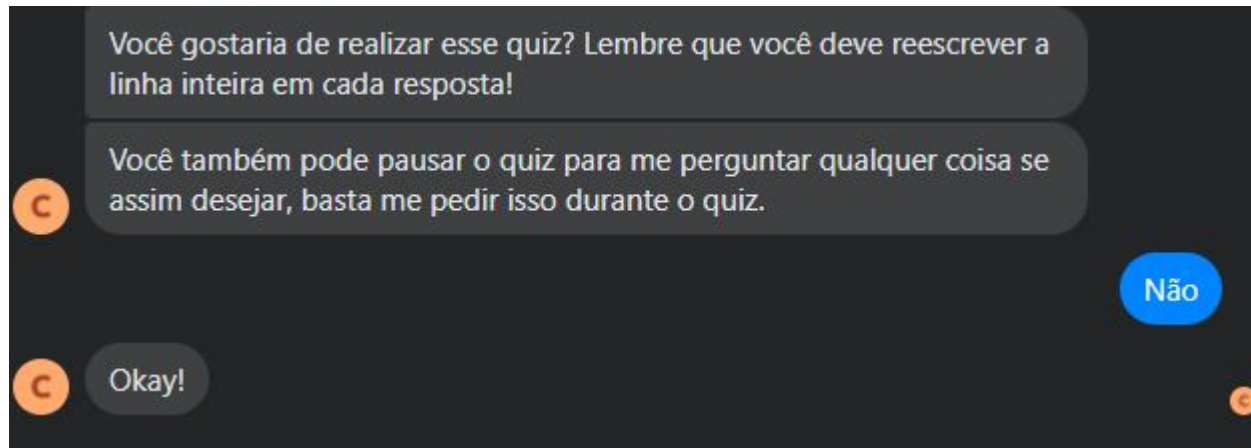 Você gostaria de realizar esse quiz? Lembre que você deve reescrever a
linha inteira em cada resposta!
Você também pode pausar o quiz para me perguntar qualquer coisa se
assim desejar, basta me pedir isso durante o quiz.
C
Não
C
Okay!
C